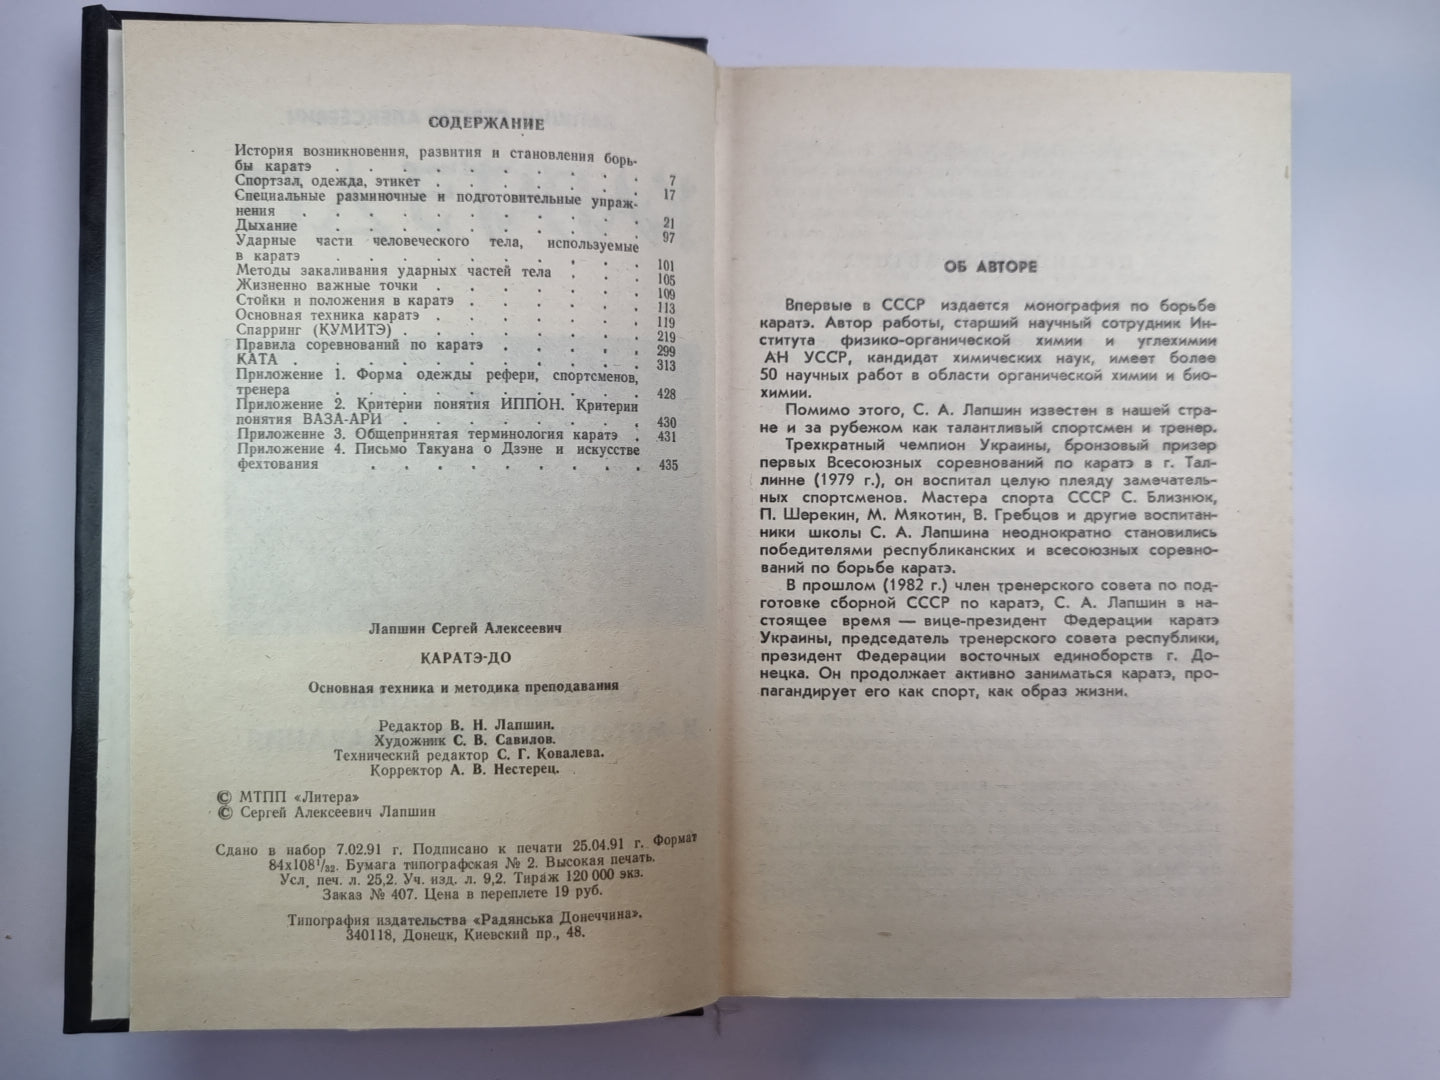 СОДЕРЖАНИЕ
История возникновения, развития и становления борь-
бы каратэ . . . . . . . . . 7
Спортзал, одежда, этикет . . . . . . . 17
Специальные разминочные и подготовительные упраж-
нения . . . . . . . . . . 21
Дыхание . . . . . . . . . . 97
Ударные части человеческого тела, используемые
в каратэ . . . . . . . . . 101
Методы закаливания ударных частей тела . . . 105
Жизненно важные точки . . . . . . . 109
Стойки и положения в каратэ . . . . . . 113
Основная техника каратэ . . . . . . . 119
Спарринг (КУМИТЭ) . . . . . . . . 219
Правила соревнований по каратэ . . . . . 299
КАТА . . . . . . . . . . . 313
Приложение 1. Форма одежды рефери, спортсменов,
тренера . . . . . . . . . . 428
Приложение 2. Критерии понятия ИППОН. Критерии
понятия ВАЗА-АРИ . . . . . . . . 430
Приложение 3. Общепринятая терминология каратэ . 431
Приложение 4. Письмо Такуана о Дзэне и искусстве
фехтования . . . . . . . . . 435
Лапшин Сергей Алексеевич
КАРАТЭ-ДО
Основная техника и методика преподавания
Редактор В. Н. Лапшин.
Художник С. В. Савилов.
Технический редактор С. Г. Ковалева.
Корректор А. В. Нестерец.
© МТПП «Литера»
© Сергей Алексеевич Лапшин
Сдано в набор 7.02.91 г. Подписано к печати 25.04.91 г. Формат
84х108¹/₃₂. Бумага типографская № 2. Высокая печать.
Усл. печ. л. 25,2. Уч. изд. л. 9,2. Тираж 120 000 экз.
Заказ № 407. Цена в переплете 19 руб.
Типография издательства «Радянська Донеччина».
340118, Донецк, Киевский пр., 48.
ОБ АВТОРЕ
Впервые в СССР издается монография по борьбе
каратэ. Автор работы, старший научный сотрудник Ин-
ститута физико-органической химии и углехимии
АН УССР, кандидат химических наук, имеет более
50 научных работ в области органической химии и био-
химии.
Помимо этого, С. А. Лапшин известен в нашей стра-
не и за рубежом как талантливый спортсмен и тренер.
Трехкратный чемпион Украины, бронзовый призер
первых Всесоюзных соревнований по каратэ в г. Тал-
линне (1979 г.), он воспитал целую плеяду замечатель-
ных спортсменов. Мастера спорта СССР С. Близнюк,
П. Шерекин, М. Мякотин, В. Гребцов и другие воспитан-
ники школы С. А. Лапшина неоднократно становились
победителями республиканских и всесоюзных соревно-
ваний по борьбе каратэ.
В прошлом (1982 г.) член тренерского совета по под-
готовке сборной СССР по каратэ, С. А. Лапшин в на-
стоящее время — вице-президент Федерации каратэ
Украины, председатель тренерского совета республики,
президент Федерации восточных единоборств г. До-
нецка. Он продолжает активно заниматься каратэ, про-
пагандирует его как спорт, как образ жизни.